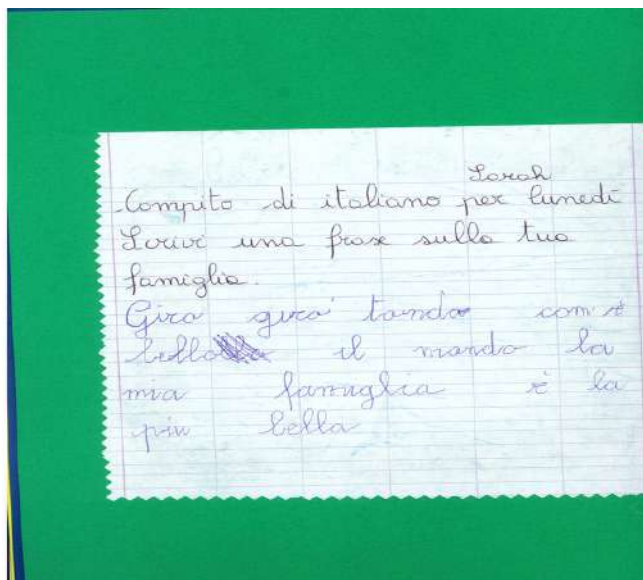 Sarah
Compito di italiano per lunedì
Scrivi una frase sulla tua
famiglia.
Gira gira tondo com'è
bello il mondo la
mia famiglia è la
più bella